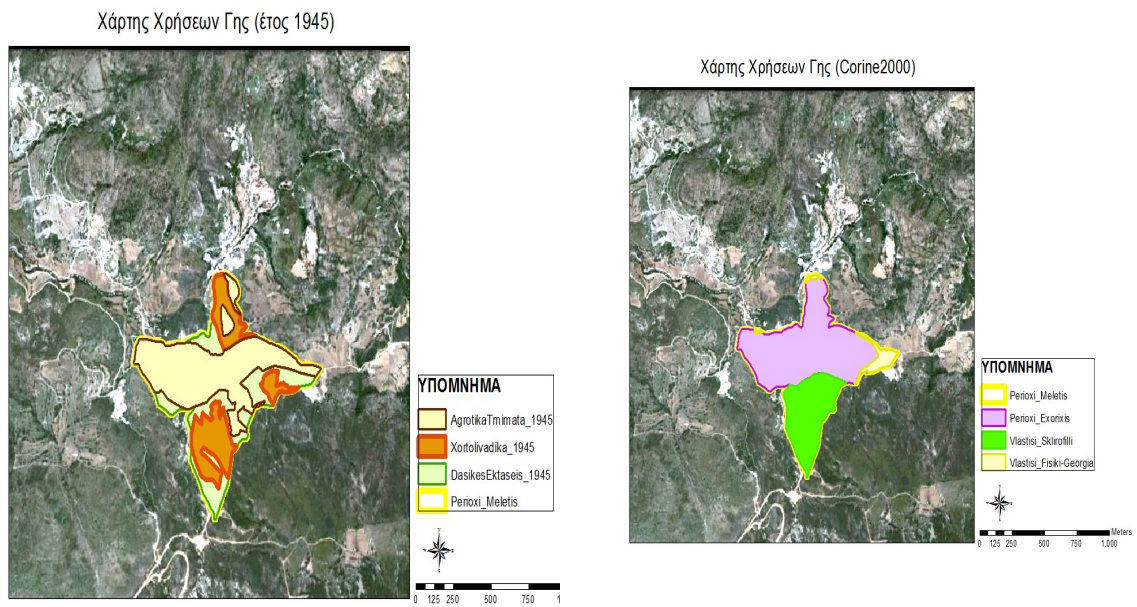 Χάρτης Χρήσεων Γης (έτος 1945)
ΥΠΟΜΝΗΜΑ
AgrotikaTmimata_1945
Xortolivadika_1945
DasikesEktaseis_1945
Perioxi_Meletis
0 125 250 500 750 1
Χάρτης Χρήσεων Γης (Corine2000)
ΥΠΟΜΝΗΜΑ
Perioxi_Meletis
Perioxi_Exorixis
Vlastisi_Sklirofilli
Vlastisi_Fisiki-Georgia
Meters
0 125 250 500 750 1.000